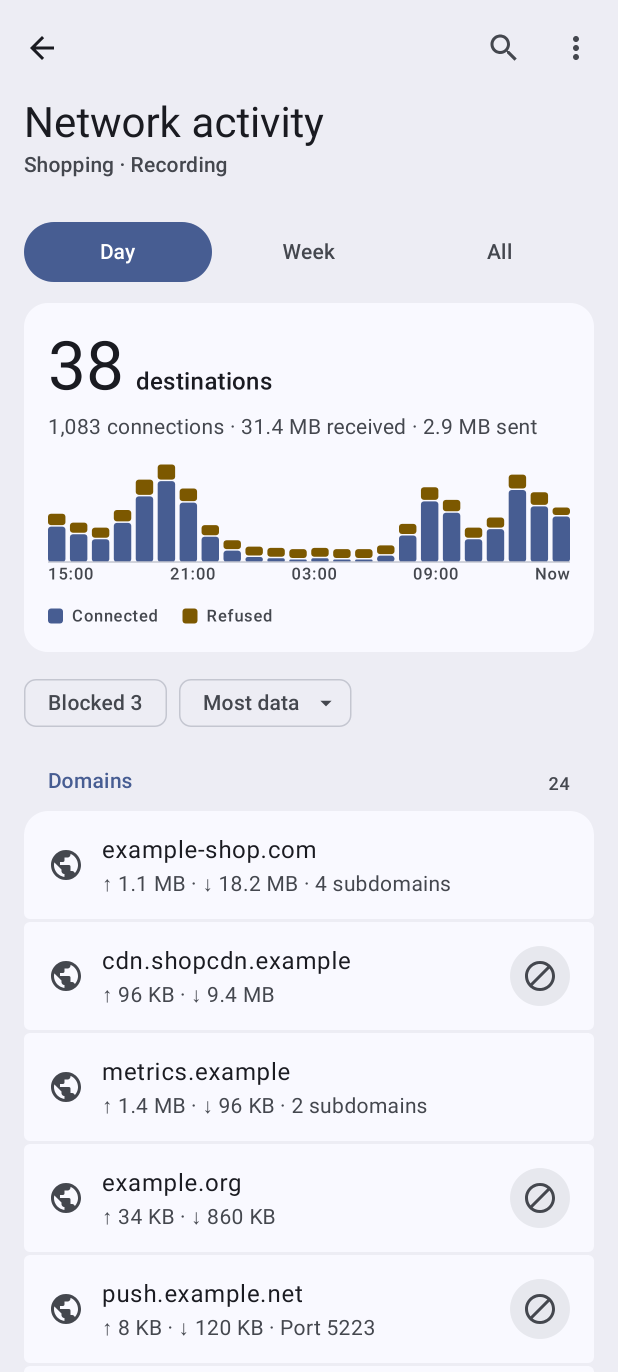 Network activity
Shopping · Recording
Day Week All
38 destinations
1,083 connections · 31.4 MB received · 2.9 MB sent
15:00 21:00 03:00 09:00 Now
Connected Refused
Blocked 3 Most data
Domains 24
example-shop.com
↑ 1.1 MB · ↓ 18.2 MB · 4 subdomains
cdn.shopcdn.example
↑ 96 KB · ↓ 9.4 MB
metrics.example
↑ 1.4 MB · ↓ 96 KB · 2 subdomains
example.org
↑ 34 KB · ↓ 860 KB
push.example.net
↑ 8 KB · ↓ 120 KB · Port 5223